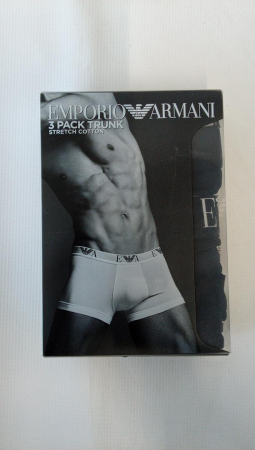 EMPORIO ARMANI
3 PACK TRUNK
STRETCH COTTON
E A
E